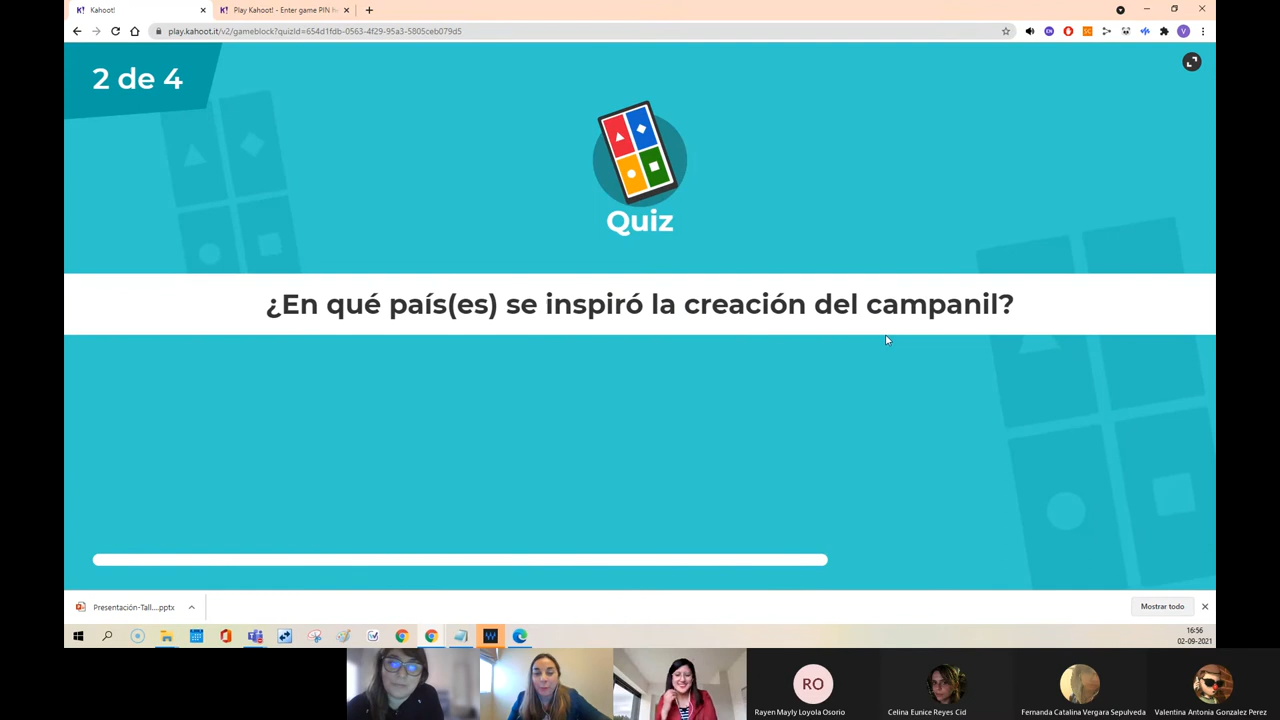 Kahoot!
Play Kahoot! - Enter game PIN h
play.kahoot.it/v2/gameblock?quizId=654d1fdb-0563-4f29-95a3-5805ceb079d5
V
2 de 4
Quiz
¿En qué país(es) se inspiró la creación del campanil?
Presentación-Tall....pptx
Mostrar todo
16:56
02-09-2021
RO
Rayen Mayly Loyola Osorio
Celina Eunice Reyes Cid
Fernanda Catalina Vergara Sepulveda
Valentina Antonia Gonzalez Perez